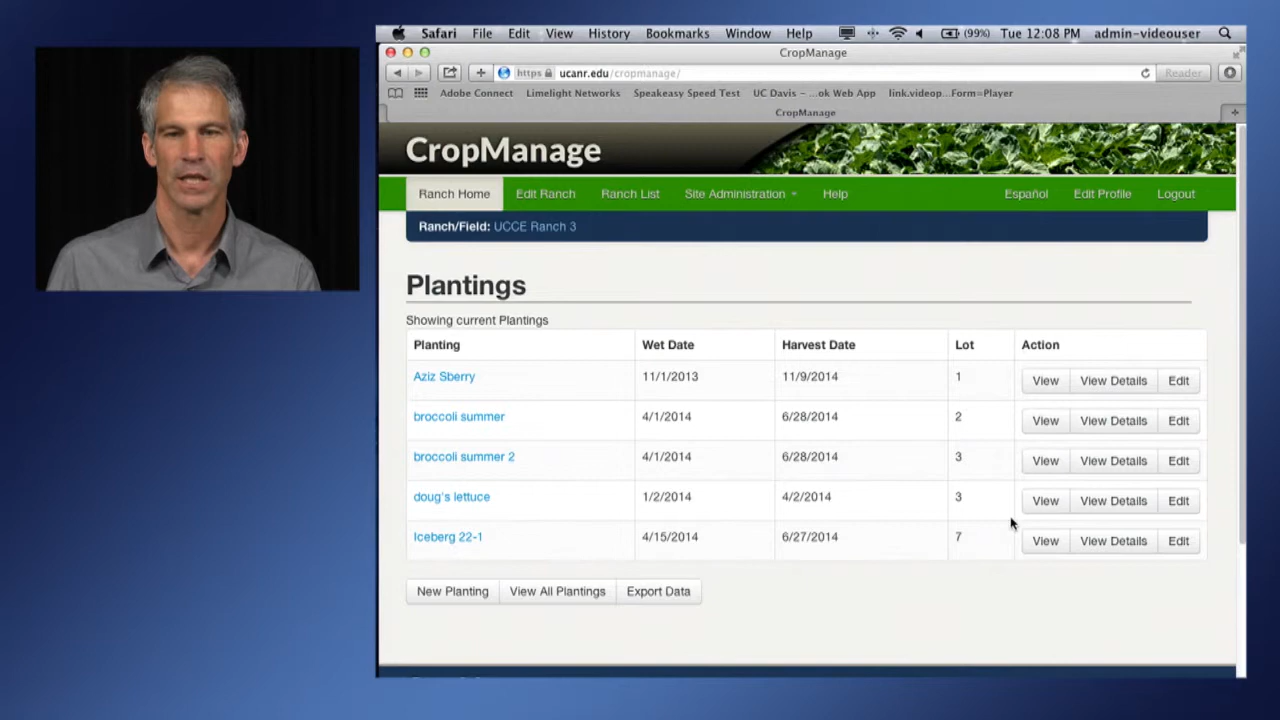 Safari File Edit View History Bookmarks Window Help (99%) Tue 12:08 PM admin-videouser
CropManage
https ucanr.edu/cropmanage/ Reader
Adobe Connect Limelight Networks Speakeasy Speed Test UC Davis - ...ok Web App link.videop...Form=Player
CropManage
CropManage
Ranch Home Edit Ranch Ranch List Site Administration Help Español Edit Profile Logout
Ranch/Field: UCCE Ranch 3
Plantings
Showing current Plantings
Planting Wet Date Harvest Date Lot Action
Aziz Sberry 11/1/2013 11/9/2014 1 View View Details Edit
broccoli summer 4/1/2014 6/28/2014 2 View View Details Edit
broccoli summer 2 4/1/2014 6/28/2014 3 View View Details Edit
doug's lettuce 1/2/2014 4/2/2014 3 View View Details Edit
Iceberg 22-1 4/15/2014 6/27/2014 7 View View Details Edit
New Planting View All Plantings Export Data